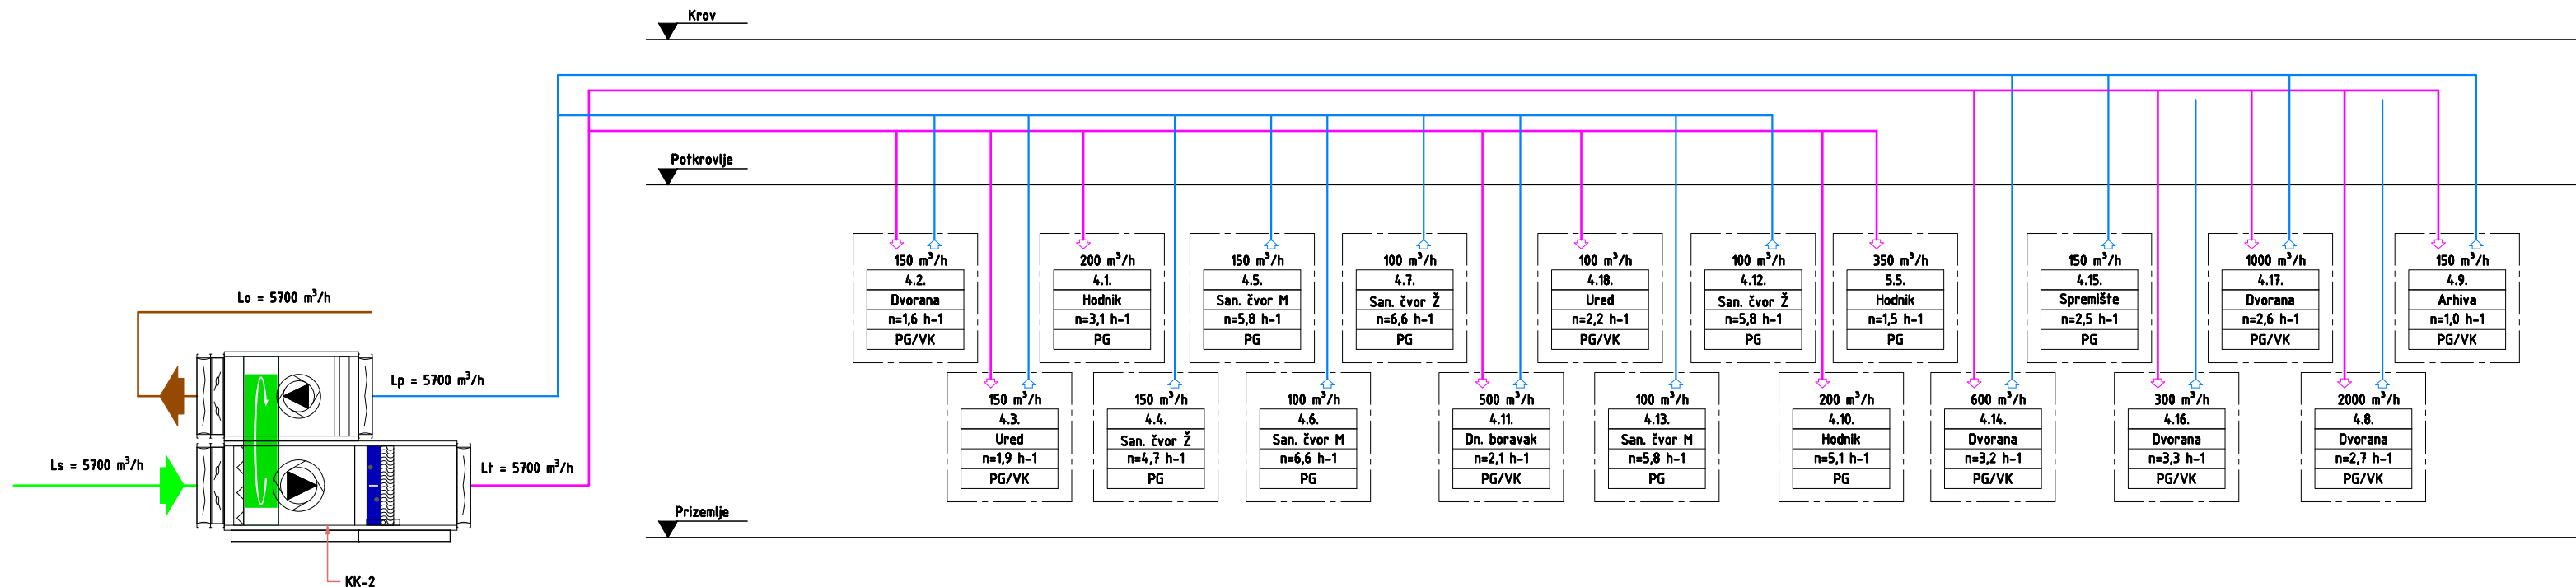 Krov
Potkrovlje
Lo = 5700 m³/h
Lp = 5700 m³/h
Ls = 5700 m³/h
Lt = 5700 m³/h
KK-2
150 m³/h
4.2.
Dvorana
n=1,6 h-1
PG/VK
200 m³/h
4.1.
Hodnik
n=3,1 h-1
PG
150 m³/h
4.5.
San. čvor M
n=5,8 h-1
PG
100 m³/h
4.7.
San. čvor Ž
n=6,6 h-1
PG
100 m³/h
4.18.
Ured
n=2,2 h-1
PG/VK
100 m³/h
4.12.
San. čvor Ž
n=5,8 h-1
PG
350 m³/h
5.5.
Hodnik
n=1,5 h-1
PG
150 m³/h
4.15.
Spremište
n=2,5 h-1
PG
1000 m³/h
4.17.
Dvorana
n=2,6 h-1
PG/VK
150 m³/h
4.9.
Arhiva
n=1,0 h-1
PG/VK
150 m³/h
4.3.
Ured
n=1,9 h-1
PG/VK
150 m³/h
4.4.
San. čvor Ž
n=4,7 h-1
PG
100 m³/h
4.6.
San. čvor M
n=6,6 h-1
PG
500 m³/h
4.11.
Dn. boravak
n=2,1 h-1
PG/VK
100 m³/h
4.13.
San. čvor M
n=5,8 h-1
PG
200 m³/h
4.10.
Hodnik
n=5,1 h-1
PG
600 m³/h
4.14.
Dvorana
n=3,2 h-1
PG/VK
300 m³/h
4.16.
Dvorana
n=3,3 h-1
PG/VK
2000 m³/h
4.8.
Dvorana
n=2,7 h-1
PG/VK
Prizemlje